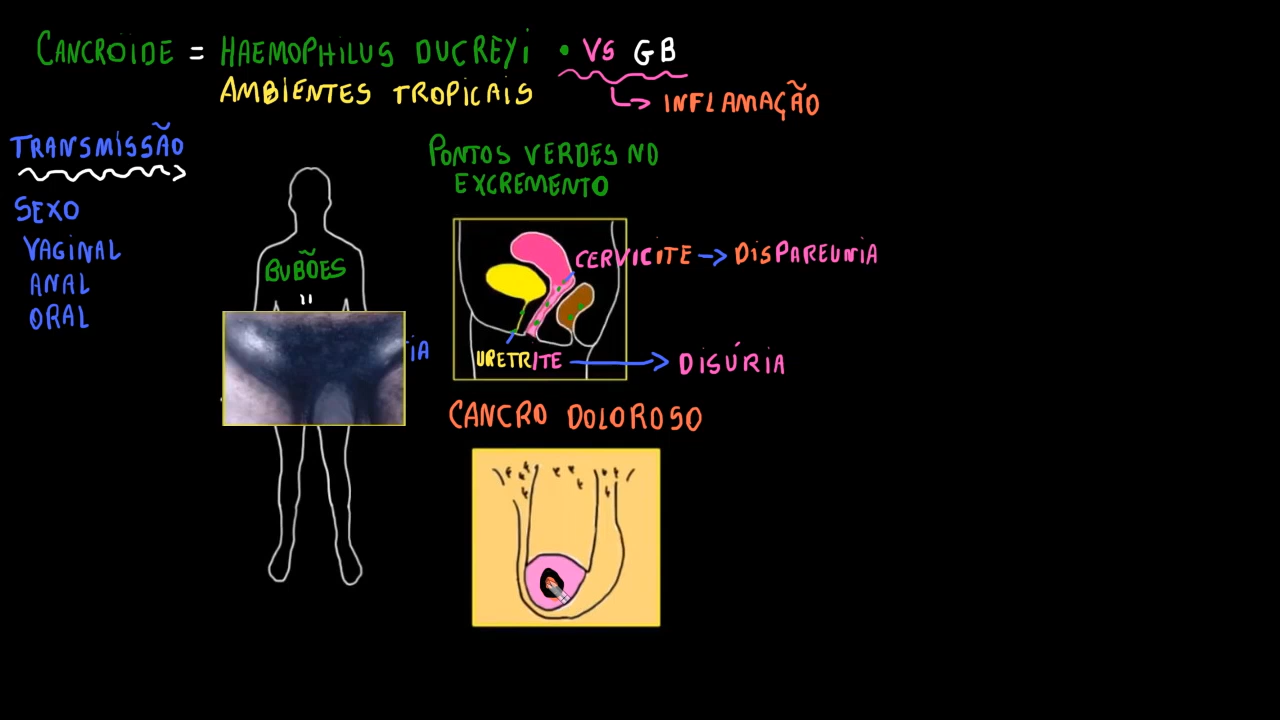 CANCRÓIDE = HAEMOPHILUS DUCREYI • VS GB
AMBIENTES TROPICAIS
INFLAMAÇÃO
TRANSMISSÃO
SEXO
VAGINAL
ANAL
ORAL
BUBÕES
PONTOS VERDES NO
EXCREMENTO
CERVICITE → DISPAREUNIA
URETRITE → DISÚRIA
CANCRO DOLOROSO